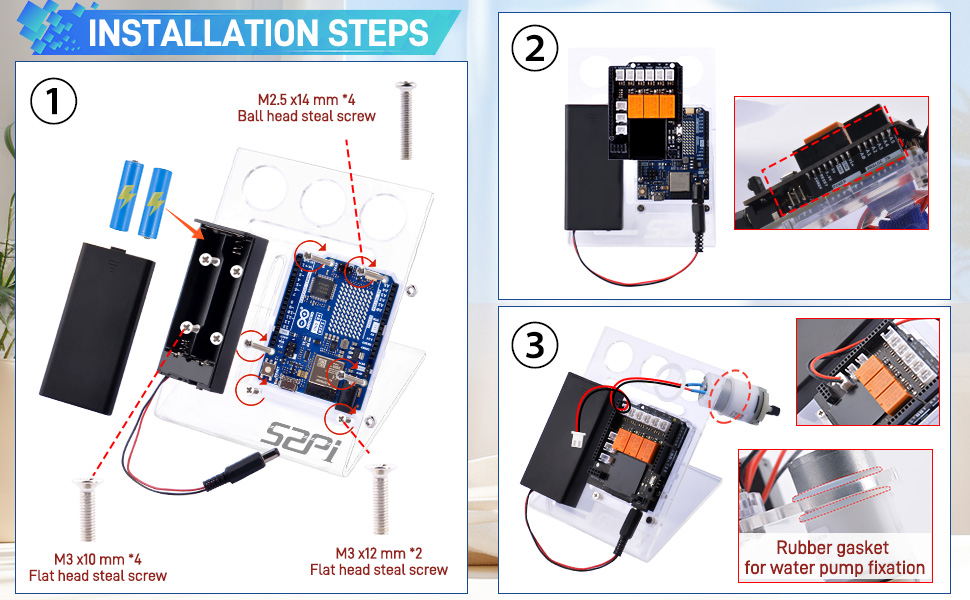 INSTALLATION STEPS
1
M2.5 x14 mm *4
Ball head steal screw
S2Pi
M3 x10 mm *4
Flat head steal screw
M3 x12 mm *2
Flat head steal screw
2
3
Rubber gasket
for water pump fixation